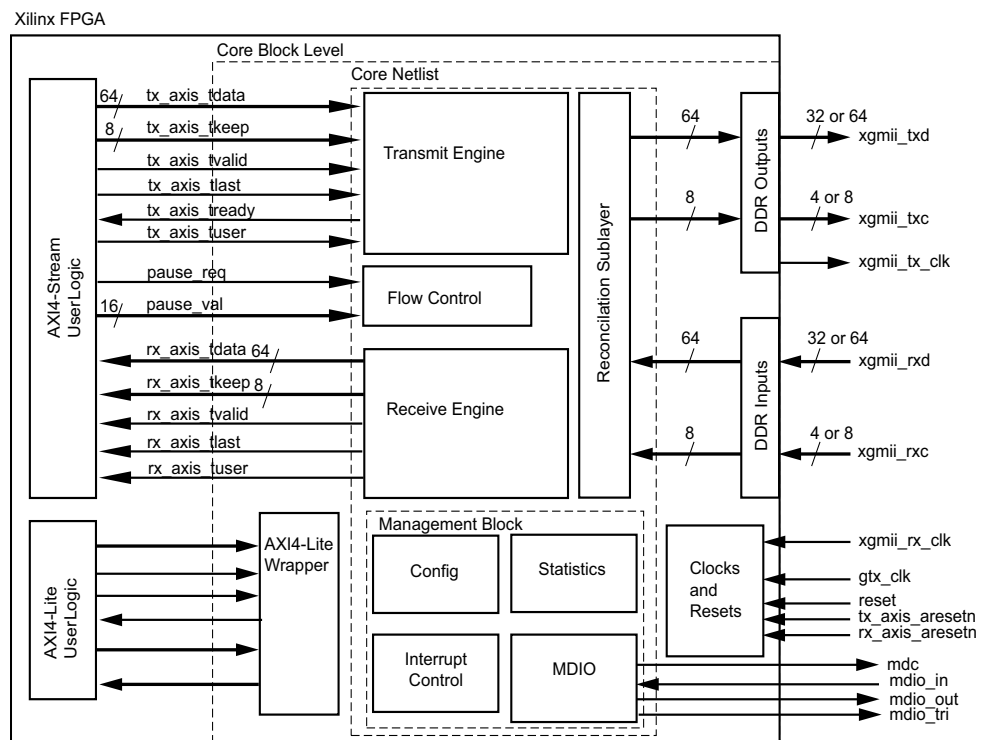 Xilinx FPGA
Core Block Level
Core Netlist
AXI4-Stream
UserLogic
64
tx_axis_tdata
8
tx_axis_tkeep
tx_axis_tvalid
tx_axis_tlast
tx_axis_tready
tx_axis_tuser
pause_req
16
pause_val
rx_axis_tdata
64
rx_axis_tkeep
8
rx_axis_tvalid
rx_axis_tlast
rx_axis_tuser
Transmit Engine
Flow Control
Receive Engine
Reconcilation Sublayer
64
8
64
8
DDR Outputs
DDR Inputs
32 or 64
xgmii_txd
4 or 8
xgmii_txc
xgmii_tx_clk
32 or 64
xgmii_rxd
4 or 8
xgmii_rxc
AXI4-Lite
UserLogic
AXI4-Lite
Wrapper
Management Block
Config
Statistics
Interrupt
Control
MDIO
Clocks
and
Resets
xgmii_rx_clk
gtx_clk
reset
tx_axis_aresetn
rx_axis_aresetn
mdc
mdio_in
mdio_out
mdio_tri